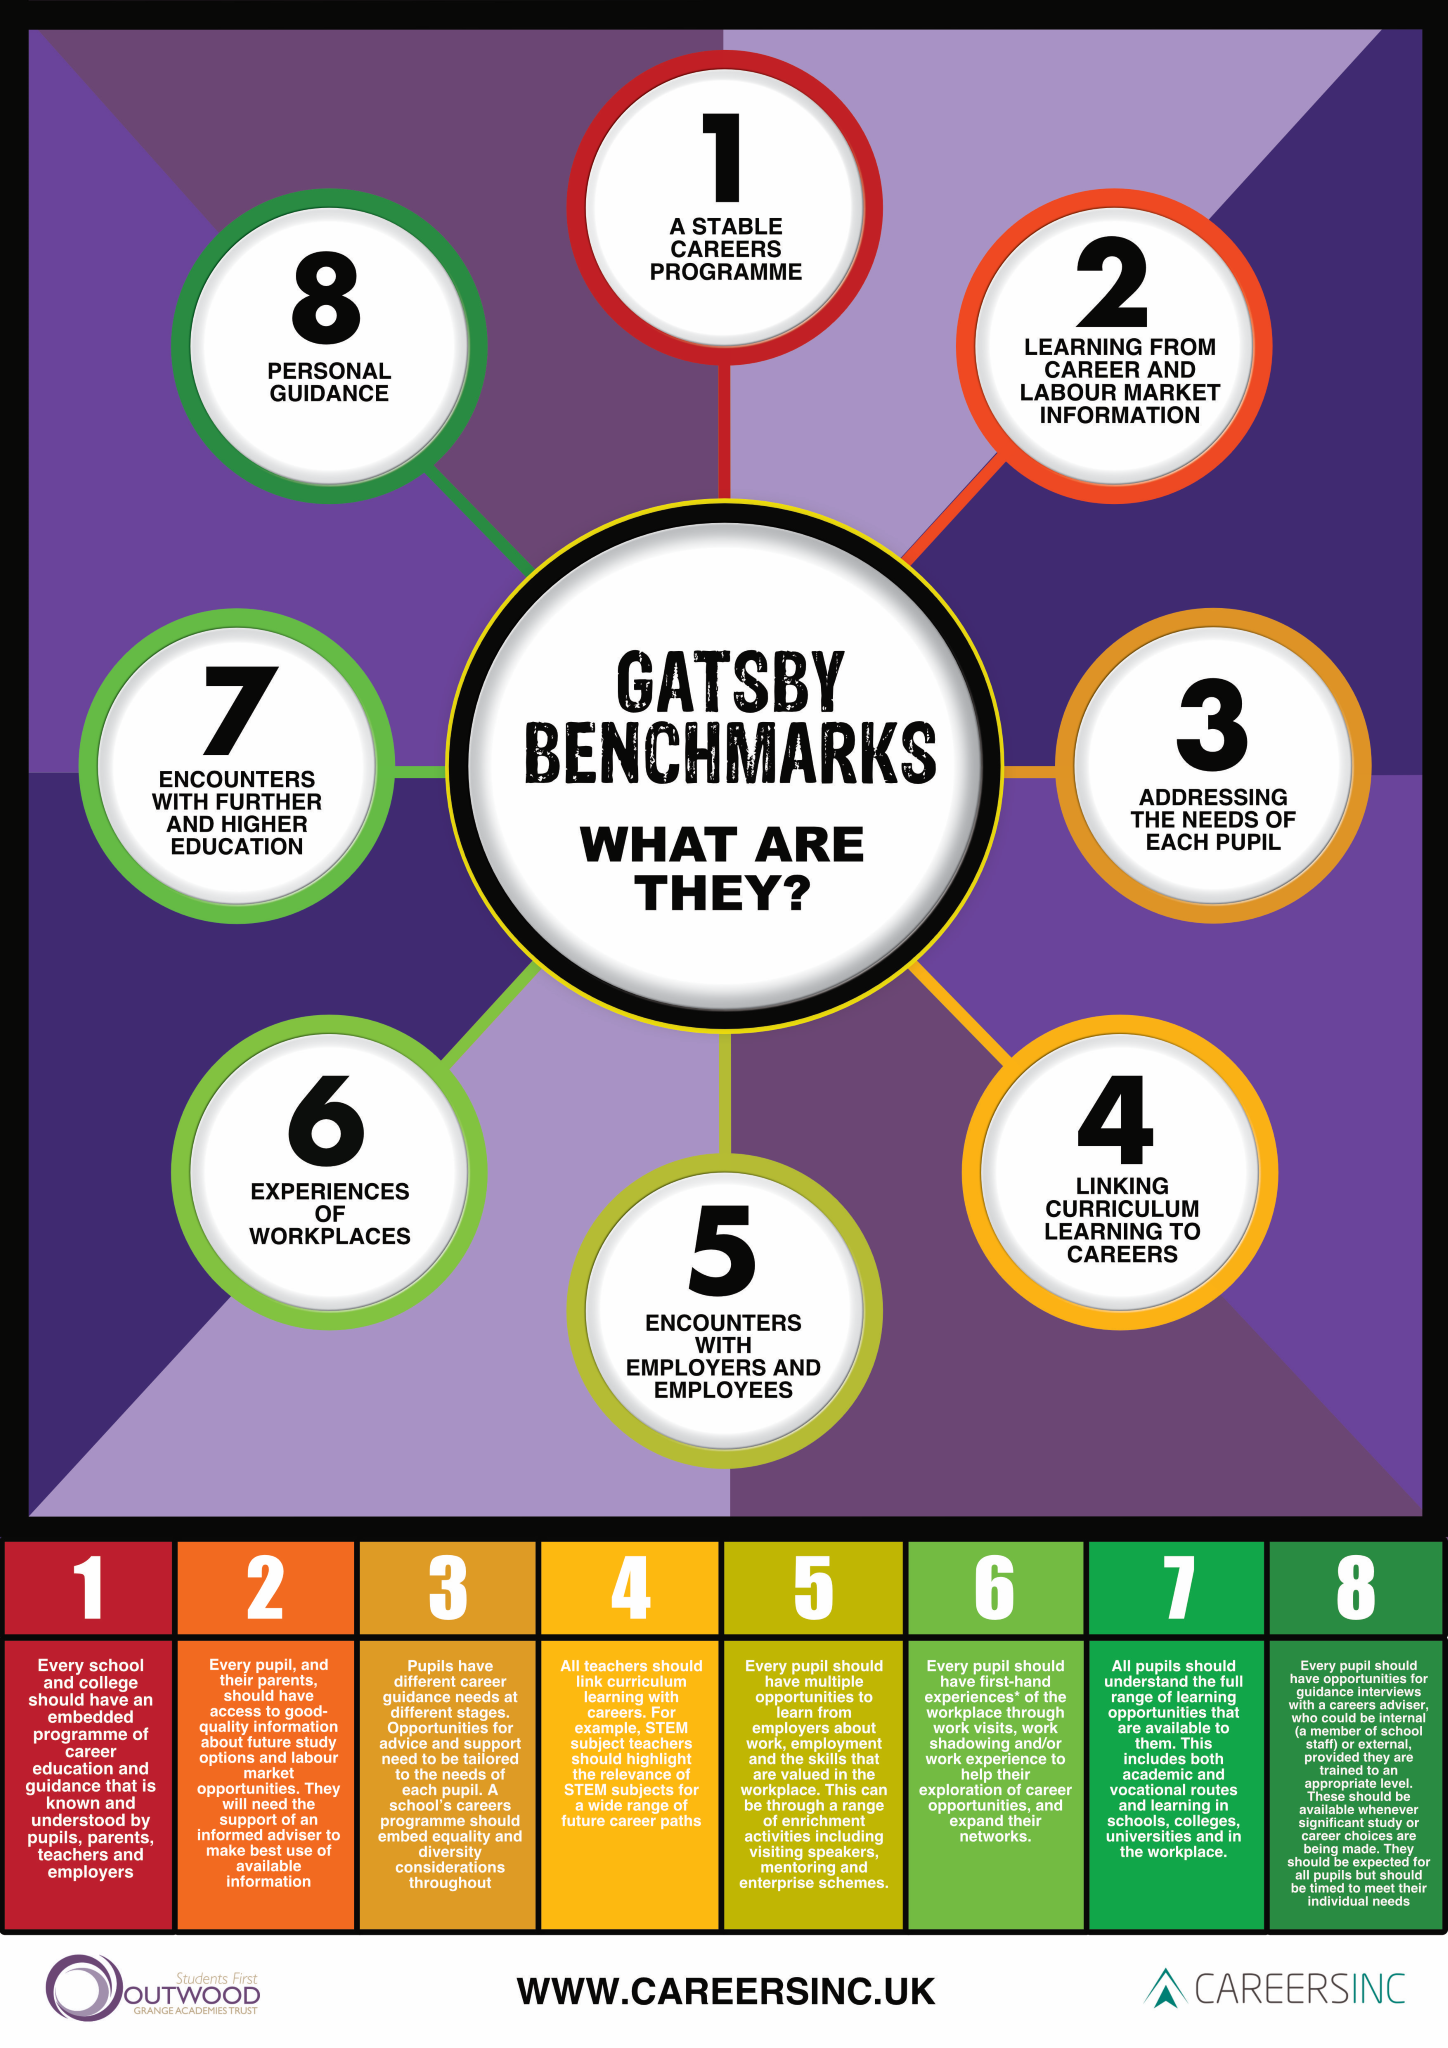 1
A STABLE
CAREERS
PROGRAMME
2
LEARNING FROM
CAREER AND
LABOUR MARKET
INFORMATION
3
ADDRESSING
THE NEEDS OF
EACH PUPIL
4
LINKING
CURRICULUM
LEARNING TO
CAREERS
5
ENCOUNTERS
WITH
EMPLOYERS AND
EMPLOYEES
6
EXPERIENCES
OF
WORKPLACES
7
ENCOUNTERS
WITH FURTHER
AND HIGHER
EDUCATION
8
PERSONAL
GUIDANCE
GATSBY
BENCHMARKS
WHAT ARE
THEY?
1
Every school
and college
should have an
embedded
programme of
career
education and
guidance that is
known and
understood by
pupils, parents,
teachers and
employers
2
Every pupil, and
their parents,
should have
access to good-
quality information
about future study
options and labour
market
opportunities. They
will need the
support of an
informed adviser to
make best use of
available
information
3
Pupils have
different career
guidance needs at
different stages.
Opportunities for
advice and support
need to be tailored
to the needs of
each pupil. A
school's careers
programme should
embed equality and
diversity
considerations
throughout
4
All teachers should
link curriculum
learning with
careers. For
example, STEM
subject teachers
should highlight
the relevance of
STEM subjects for
a wide range of
future career paths
5
Every pupil should
have multiple
opportunities to
learn from
employers about
work, employment
and the skills that
are valued in the
workplace. This can
be through a range
of enrichment
activities including
visiting speakers,
mentoring and
enterprise schemes.
6
Every pupil should
have first-hand
experiences* of the
workplace through
work visits, work
shadowing and/or
work experience to
help their
exploration of career
opportunities, and
expand their
networks.
7
All pupils should
understand the full
range of learning
opportunities that
are available to
them. This
includes both
academic and
vocational routes
and learning in
schools, colleges,
universities and in
the workplace.
8
Every pupil should
have opportunities for
guidance interviews
with a careers adviser,
who could be internal
(a member of school
staff) or external,
provided they are
trained to an
appropriate level.
These should be
available whenever
significant study or
career choices are
being made. They
should be expected for
all pupils but should
be timed to meet their
individual needs
Students First
OUTWOOD
GRANGE ACADEMIES TRUST
WWW.CAREERSINC.UK
CAREERSINC